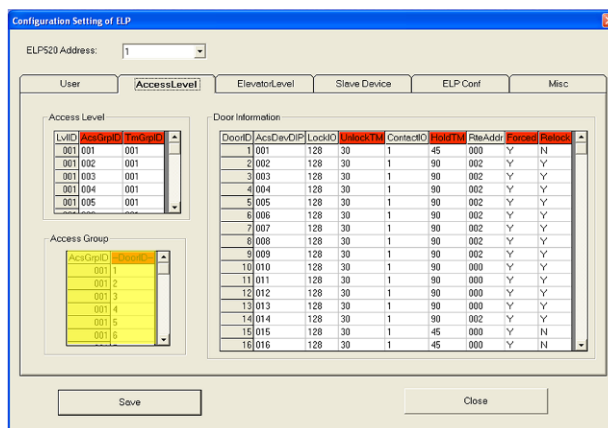 Configuration Setting of ELP
ELP520 Address: 1
User AccessLevel ElevatorLevel Slave Device ELP Conf Misc
Access Level
LvlID AcsGrpID TmGrpID
001 001 001
001 002 001
001 003 001
001 004 001
001 005 001
Access Group
AcsGrpID -DoorID-
001 1
001 2
001 3
001 4
001 5
001 6
Door Information
DoorID AcsDevDIP LockIO UnlockTM ContactIO HoldTM RteAddr Forced Relock
1 001 128 30 1 45 000 Y N
2 002 128 30 1 90 002 Y Y
3 003 128 30 1 90 002 Y Y
4 004 128 30 1 90 002 Y Y
5 005 128 30 1 90 002 Y Y
6 006 128 30 1 90 002 Y Y
7 007 128 30 1 90 002 Y Y
8 008 128 30 1 90 002 Y Y
9 009 128 30 1 90 002 Y Y
10 010 128 30 1 90 000 Y Y
11 011 128 30 1 90 000 Y Y
12 012 128 30 1 90 000 Y Y
13 013 128 30 1 90 000 Y Y
14 014 128 30 1 90 002 Y Y
15 015 128 30 1 45 000 Y N
16 016 128 30 1 45 000 Y N
Save Close